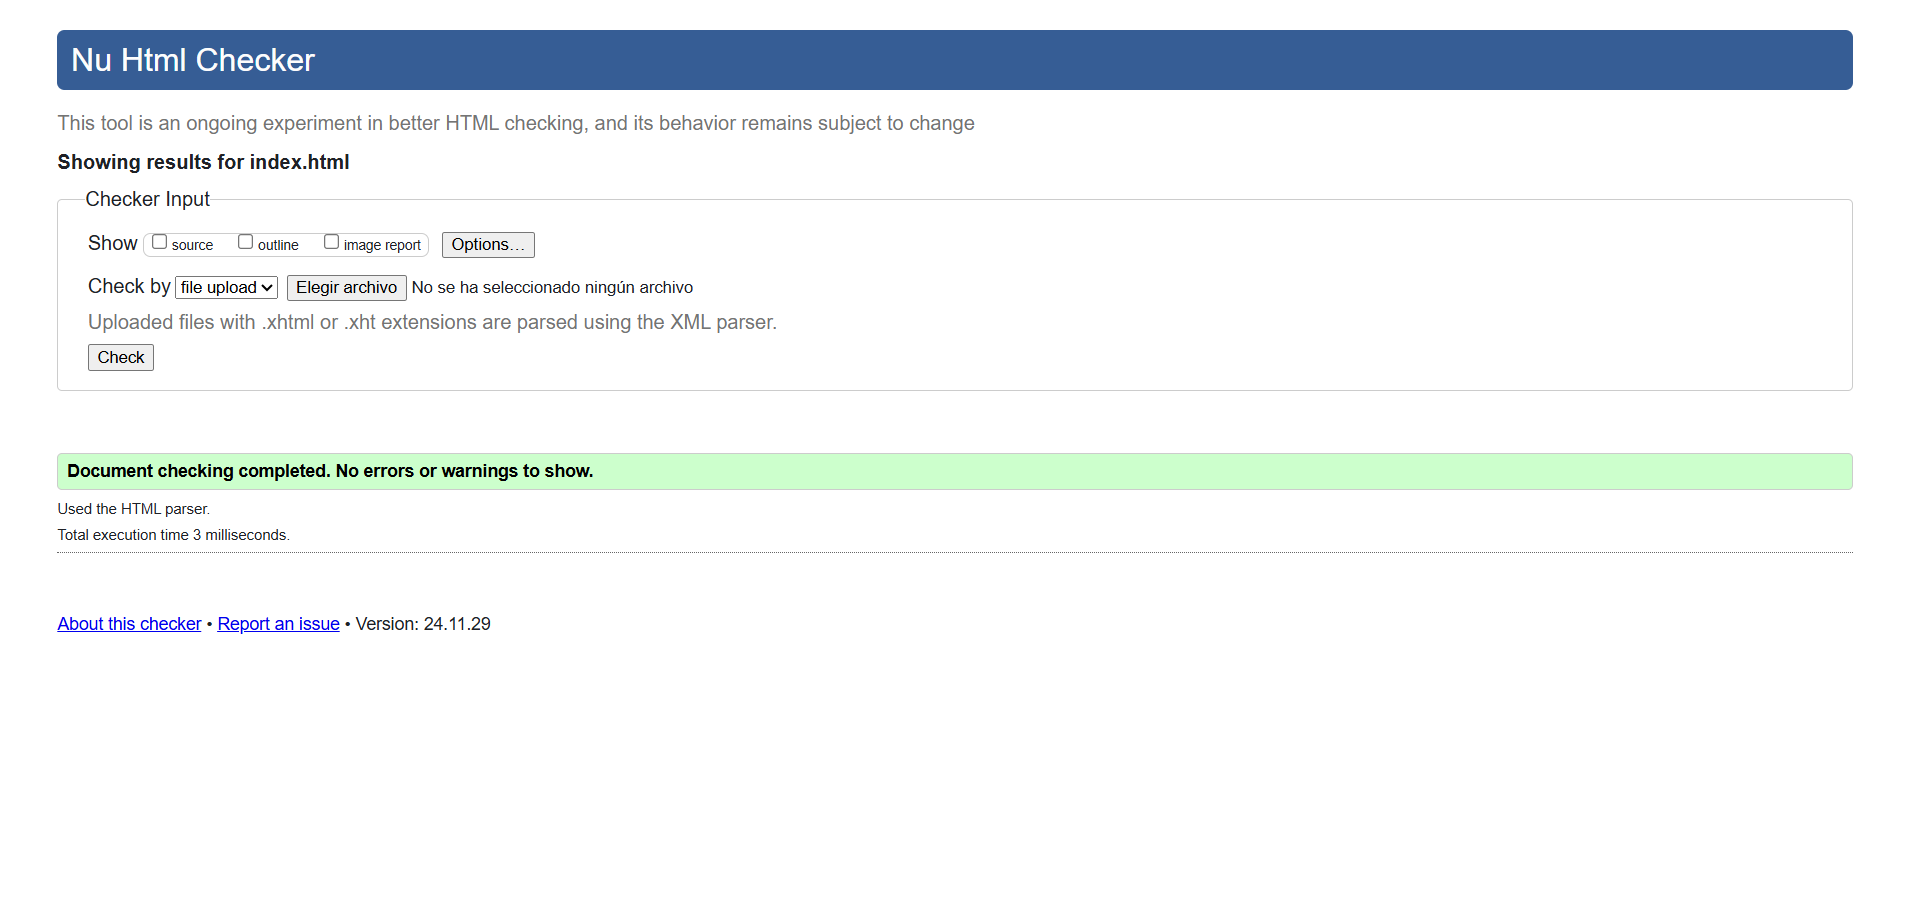 Nu Html Checker
This tool is an ongoing experiment in better HTML checking, and its behavior remains subject to change
Showing results for index.html
Checker Input
Show source outline image report Options…
Check by file upload Elegir archivo No se ha seleccionado ningún archivo
Uploaded files with .xhtml or .xht extensions are parsed using the XML parser.
Check
Document checking completed. No errors or warnings to show.
Used the HTML parser.
Total execution time 3 milliseconds.
About this checker • Report an issue • Version: 24.11.29